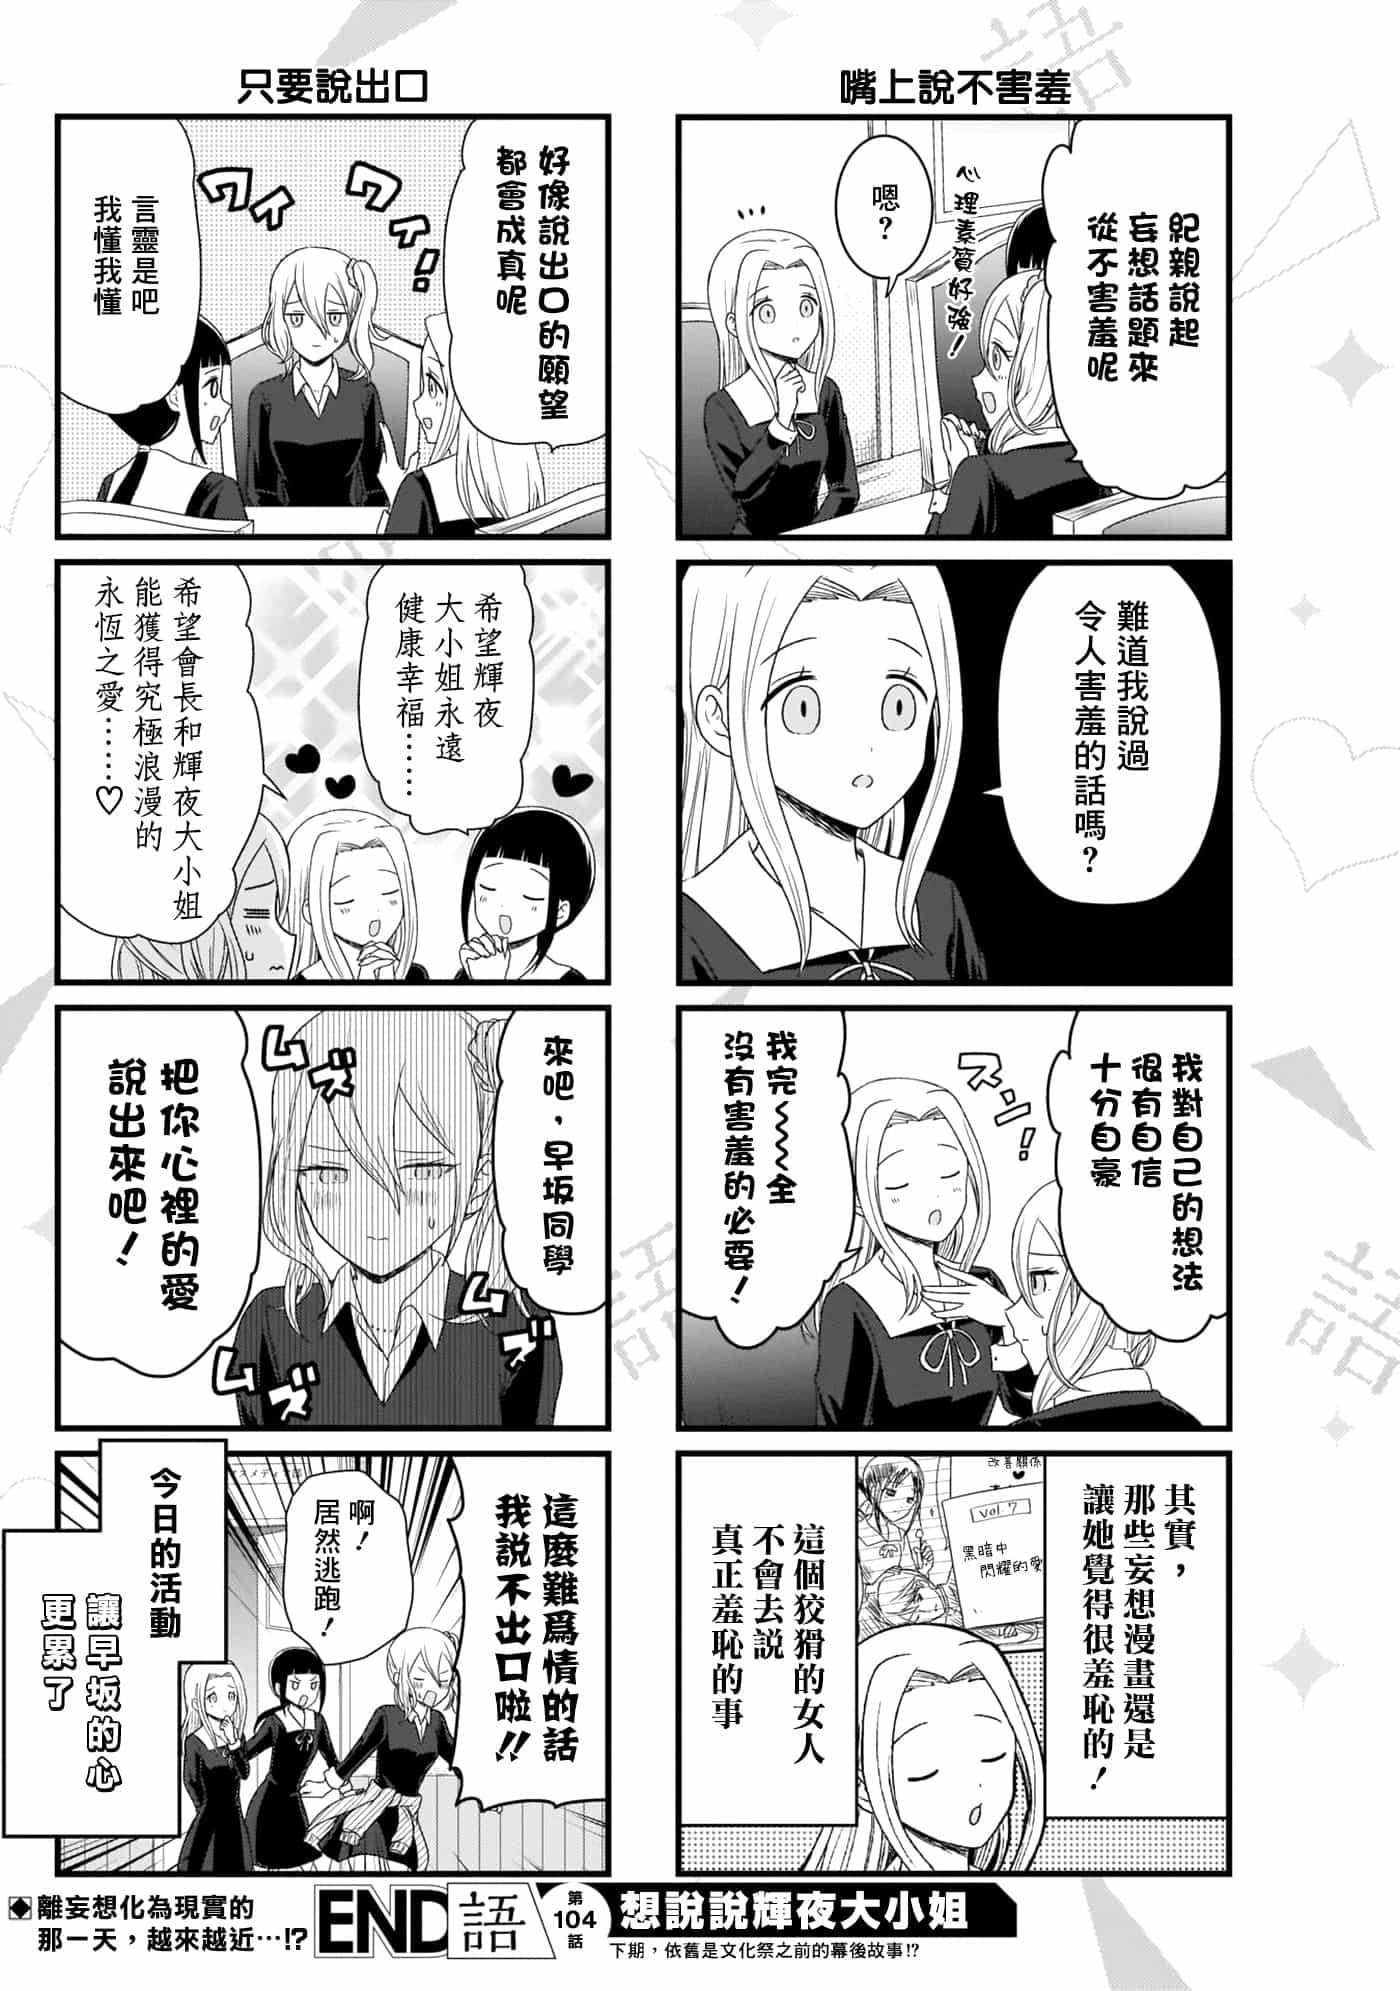 嘴上說不害羞
紀親說起
妄想話題來
從不害羞呢
心理素質好強！
嗯？
難道我說過
令人害羞的話嗎？
我對自己的想法
很有自信
十分自豪
スン！
我完～～～全
沒有害羞的必要！
其實，
那些妄想漫畫還是
讓她覺得很羞恥的！
改善關係
♥
Vol.7
黑暗中
閃耀的愛
這個狡猾的女人
不會去說
真正羞恥的事
只要說出口
好像說出口的願望
都會成真呢
ワイ
ワイ！
言靈是吧
我懂我懂
希望輝夜
大小姐永遠
健康幸福……
希望會長和輝夜大小姐
能獲得究極浪漫的
永恆之愛……♡
來吧，早坂同學
ムズ
ムズ
ムズ
把你心裡的愛
說出來吧！
這麼難爲情的話
我說不出口啦!!
啊！
居然逃跑！
今日的活動
讓早坂的心
更累了
語
語
語
語
想說說輝夜大小姐
第104話
語
END
下期，依舊是文化祭之前的幕後故事!?
◆離妄想化為現實的
那一天，越來越近…!?